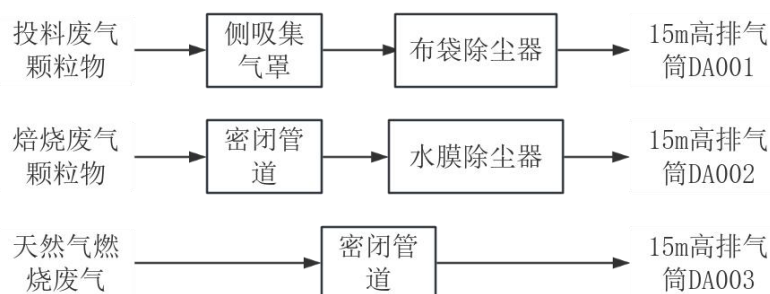 投料废气
颗粒物
侧吸集
气罩
布袋除尘器
15m高排气
筒DA001
焙烧废气
颗粒物
密闭管
道
水膜除尘器
15m高排气
筒DA002
天然气燃
烧废气
密闭管
道
15m高排气
筒DA003